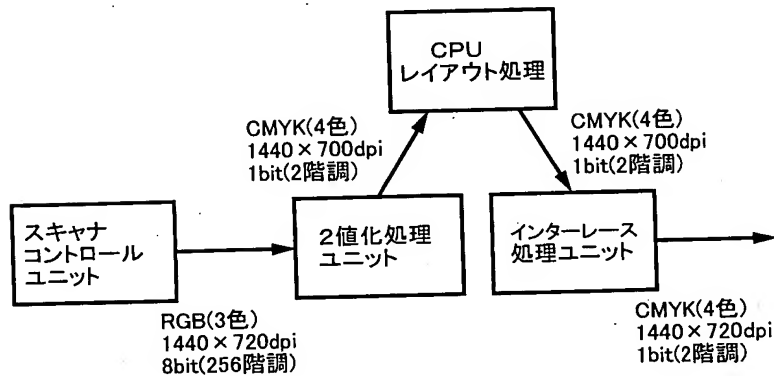 CPU
レイアウト処理
CMYK(4色)
1440×700dpi
1bit(2階調)
CMYK(4色)
1440×700dpi
1bit(2階調)
スキャナ
コントロール
ユニット
2値化処理
ユニット
インターレース
処理ユニット
RGB(3色)
1440×720dpi
8bit(256階調)
CMYK(4色)
1440×720dpi
1bit(2階調)